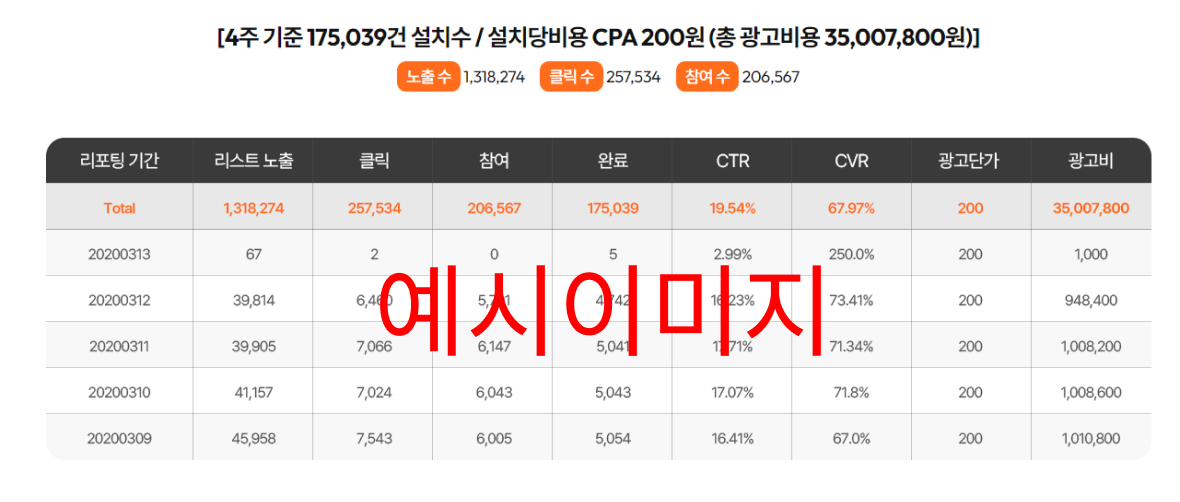 [4주 기준 175,039건 설치수 / 설치당비용 CPA 200원 (총 광고비용 35,007,800원)]
노출 수 1,318,274 클릭 수 257,534 참여 수 206,567
리포팅 기간 리스트 노출 클릭 참여 완료 CTR CVR 광고단가 광고비
Total 1,318,274 257,534 206,567 175,039 19.54% 67.97% 200 35,007,800
20200313 67 2 0 5 2.99% 250.0% 200 1,000
예시이미지
20200312 39,814 6,460 4,742 16.23% 73.41% 200 948,400
20200311 39,905 7,066 6,147 5,041 17.71% 71.34% 200 1,008,200
20200310 41,157 7,024 6,043 5,043 17.07% 71.8% 200 1,008,600
20200309 45,958 7,543 6,005 5,054 16.41% 67.0% 200 1,010,800